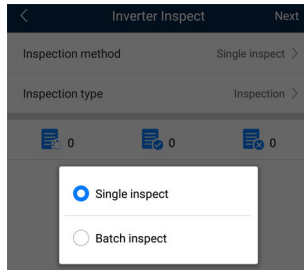 Inverter Inspect Next
Inspection method Single inspect
Inspection type Inspection
0 0 0
Single inspect
Batch inspect